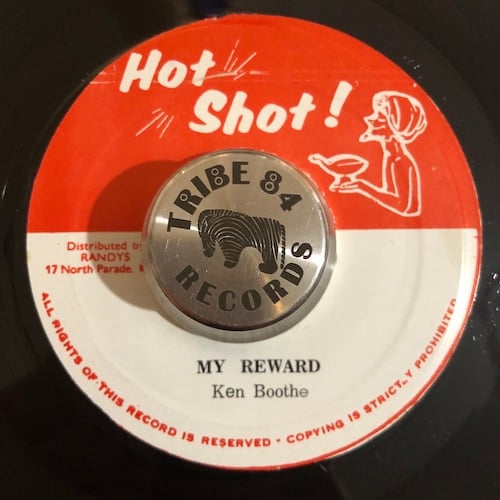 Hot
Shot!
TRIBE 84
RECORDS
Distributed by
RANDYS
17 North Parade.
MY REWARD
Ken Boothe
ALL RIGHTS OF THIS RECORD IS RESERVED · COPYING IS STRICTLY PROHIBITED